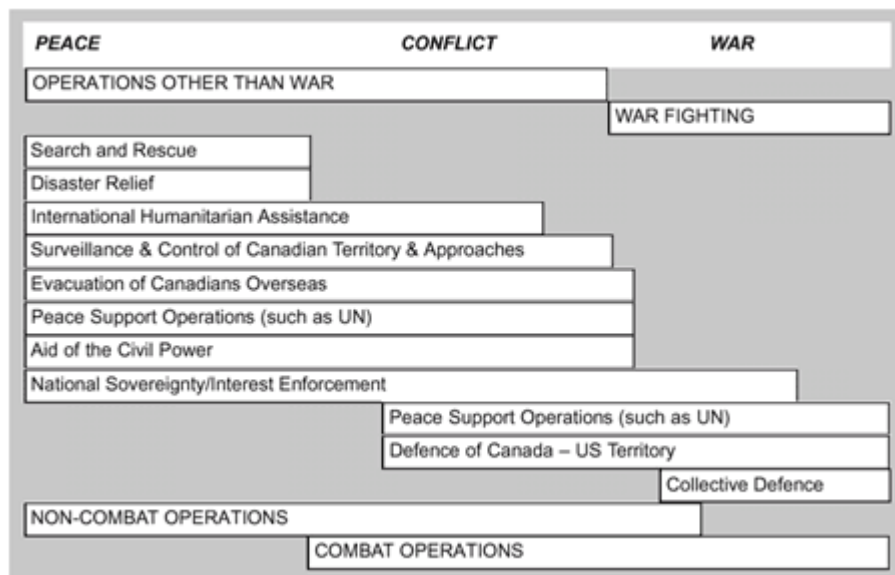 PEACE CONFLICT WAR
OPERATIONS OTHER THAN WAR
WAR FIGHTING
Search and Rescue
Disaster Relief
International Humanitarian Assistance
Surveillance & Control of Canadian Territory & Approaches
Evacuation of Canadians Overseas
Peace Support Operations (such as UN)
Aid of the Civil Power
National Sovereignty/Interest Enforcement
Peace Support Operations (such as UN)
Defence of Canada – US Territory
Collective Defence
NON-COMBAT OPERATIONS
COMBAT OPERATIONS